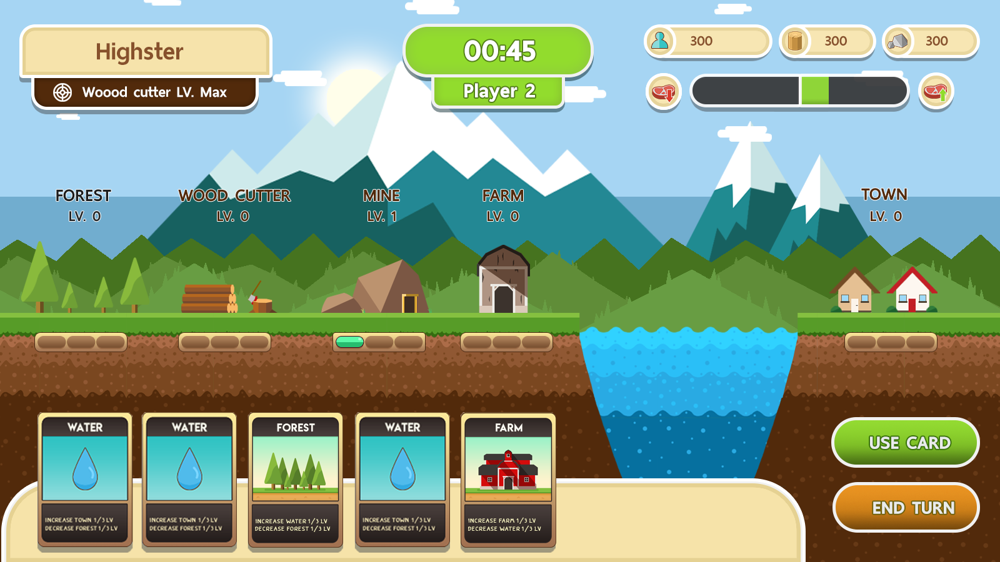 Highster
Woood cutter LV. Max
00:45
Player 2
300
300
300
FOREST
LV. 0
WOOD CUTTER
LV. 0
MINE
LV. 1
FARM
LV. 0
TOWN
LV. 0
WATER
INCREASE TOWN 1/3 LV
DECREASE FOREST 1/3 LV
WATER
INCREASE TOWN 1/3 LV
DECREASE FOREST 1/3 LV
FOREST
INCREASE WATER 1/3 LV
DECREASE FOREST 1/3 LV
WATER
INCREASE TOWN 1/3 LV
DECREASE FOREST 1/3 LV
FARM
INCREASE FARM 1/3 LV
DECREASE WATER 1/3 LV
USE CARD
END TURN